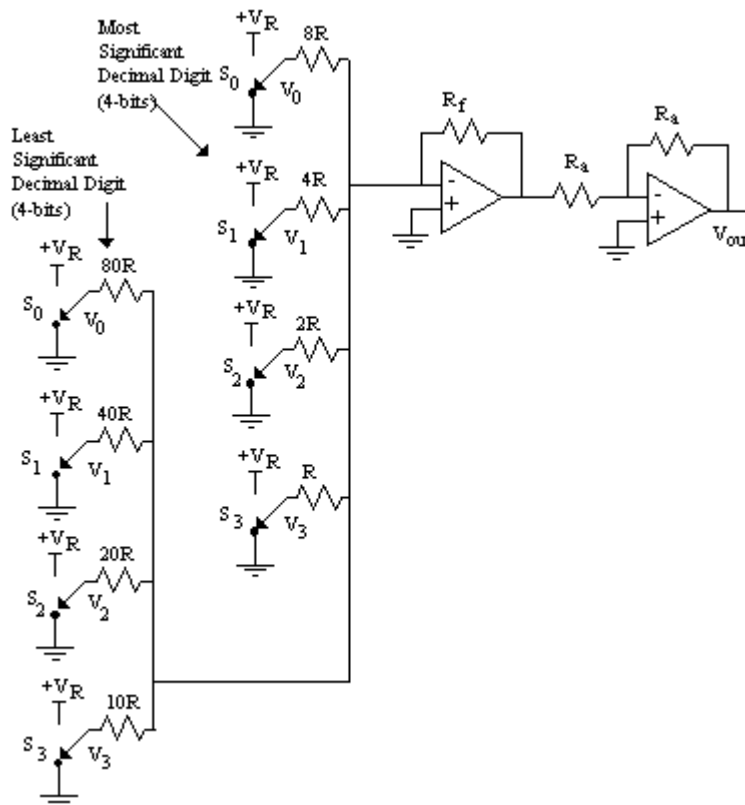 Most
Significant
Decimal Digit
(4-bits)
+VR
8R
S0
V0
+VR
4R
S1
V1
+VR
2R
S2
V2
+VR
R
S3
V3
Least
Significant
Decimal Digit
(4-bits)
+VR
80R
S0
V0
+VR
40R
S1
V1
+VR
20R
S2
V2
+VR
10R
S3
V3
Rf
-
+
Ra
Ra
-
+
Vou